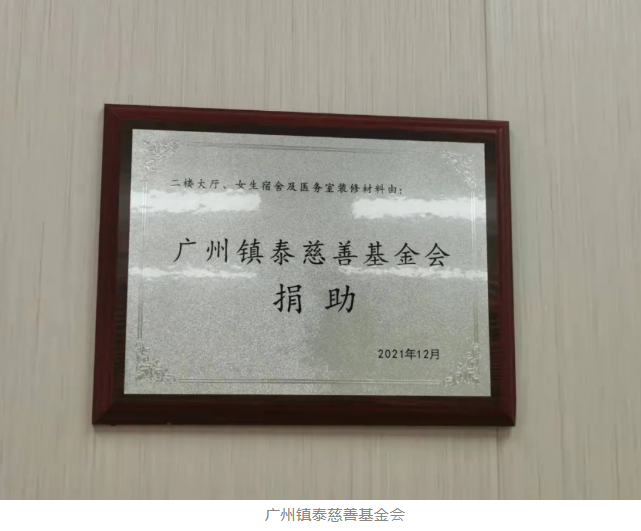 二楼大厅、女生宿舍及医务室装修材料由:
广州镇泰慈善基金会
捐助
2021年12月
广州镇泰慈善基金会